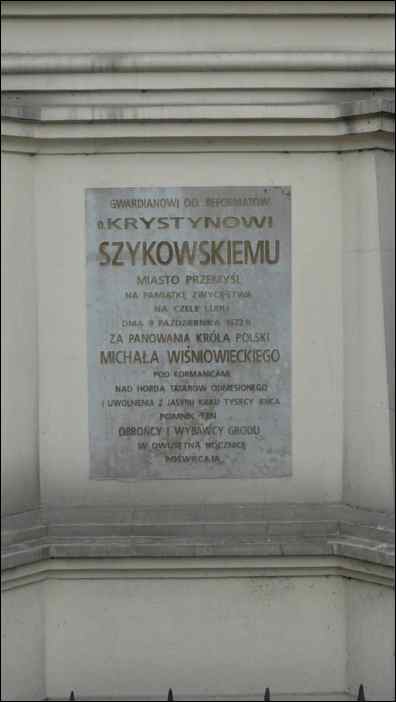 GWARDIANOWI OO. REFORMATÓW
O. KRYSTYNOWI
SZYKOWSKIEMU
MIASTO PRZEMYŚL
NA PAMIĄTKĘ ZWYCIĘSTWA
NA CZELE LUDU
DNIA 9 PAŹDZIERNIKA 1672 R.
ZA PANOWANIA KRÓLA POLSKI
MICHAŁA WIŚNIOWIECKIEGO
POD KORMANICAMI
NAD HORDĄ TATARÓW ODNIESIONEGO
I UWOLNIENIA Z JASYRU KILKU TYSIĘCY JEŃCA
POMNIK TEN
OBROŃCY I WYBAWCY GRODU
W DWUSETNĄ ROCZNICĘ
POŚWIĘCAJĄ